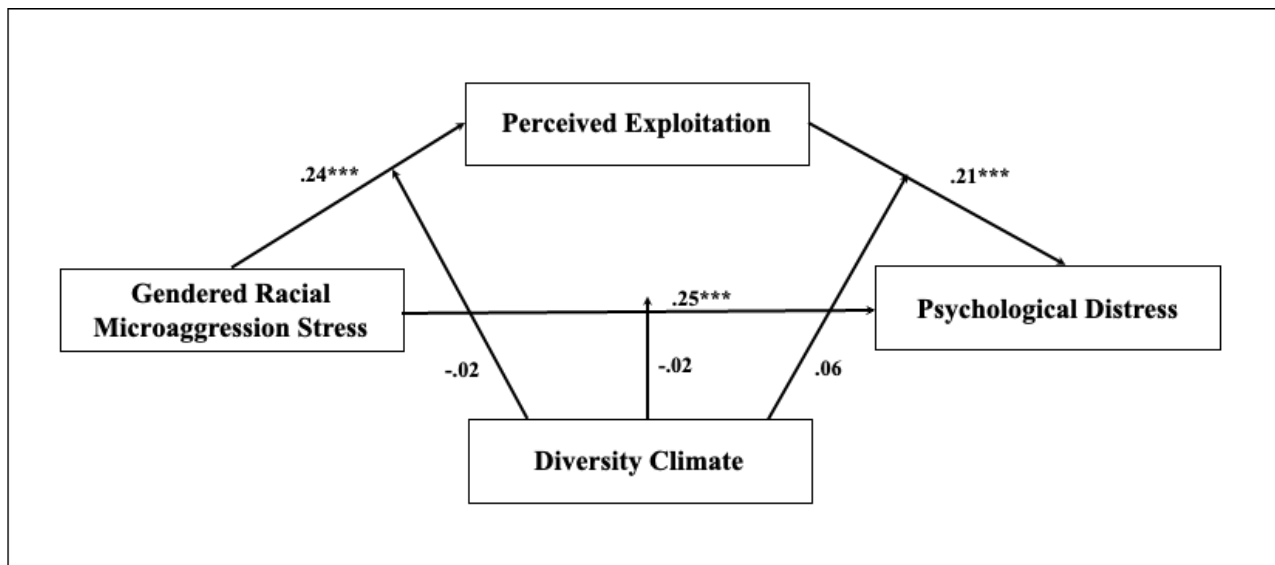 Perceived Exploitation
.24***
.21***
Gendered Racial
Microaggression Stress
.25***
Psychological Distress
-.02
-.02
.06
Diversity Climate